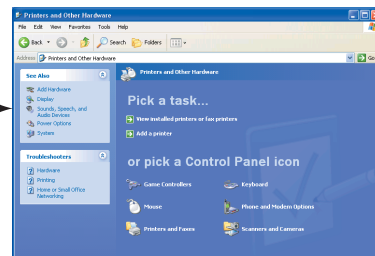 Printers and Other Hardware
File Edit View Favorites Tools Help
Back Search Folders
Address Printers and Other Hardware Go
See Also
Add Hardware
Display
Sounds, Speech, and
Audio Devices
Power Options
System
Troubleshooters
Hardware
Printing
Home or Small Office
Networking
Printers and Other Hardware
Pick a task...
View installed printers or fax printers
Add a printer
or pick a Control Panel icon
Game Controllers Keyboard
Mouse Phone and Modem Options
Printers and Faxes Scanners and Cameras